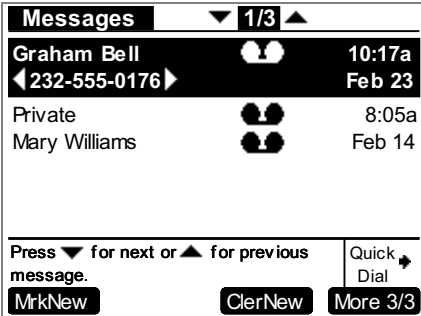 Messages ▼ 1/3 ▲
Graham Bell 10:17a
◀232-555-0176▶ Feb 23
Private 8:05a
Mary Williams Feb 14
Press ▼ for next or ▲ for previous
message.
Quick
Dial
MrkNew ClerNew More 3/3